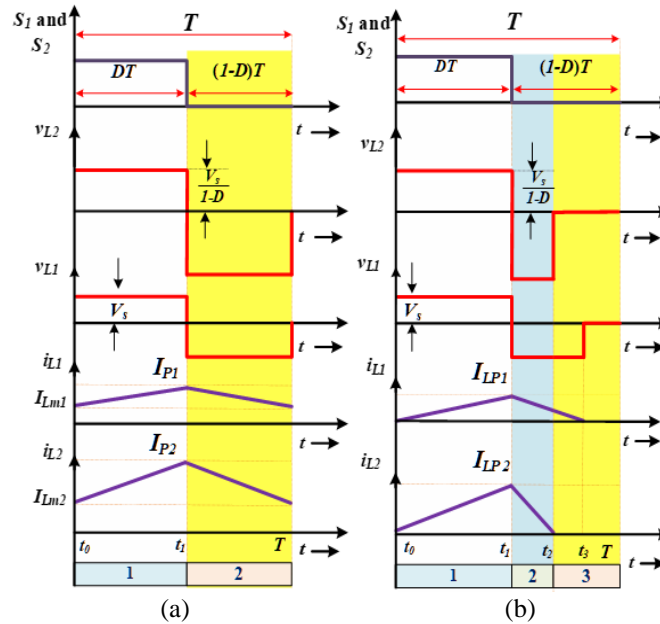 S1 and
S2
T
DT
(1-D)T
t
vL2
Vs
1-D
t
vL1
Vs
t
iL1
IP1
ILm1
t
iL2
IP2
ILm2
t0
t1
T
t
1
2
(a)
S1 and
S2
T
DT
(1-D)T
t
vL2
Vs
1-D
t
vL1
Vs
t
iL1
ILP1
t
iL2
ILP2
t0
t1
t2
t3
T
t
1
2
3
(b)